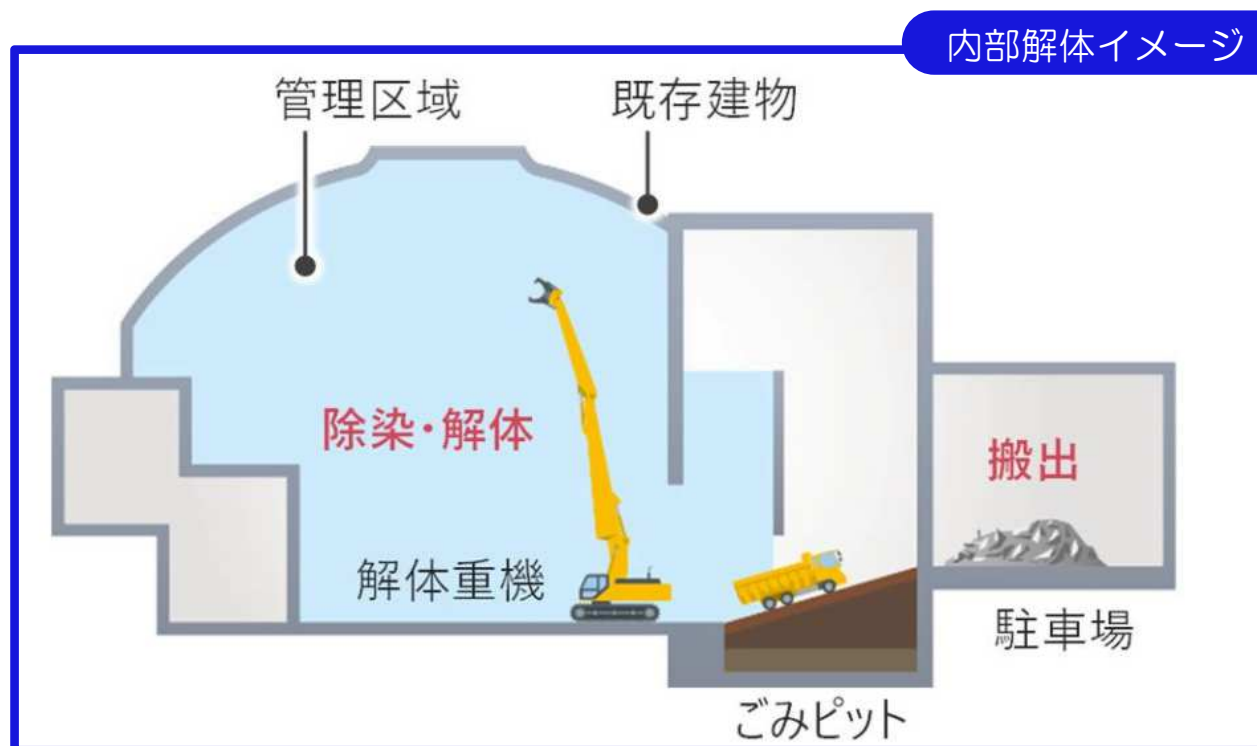 内部解体イメージ
管理区域
既存建物
除染・解体
搬出
解体重機
駐車場
ごみピット